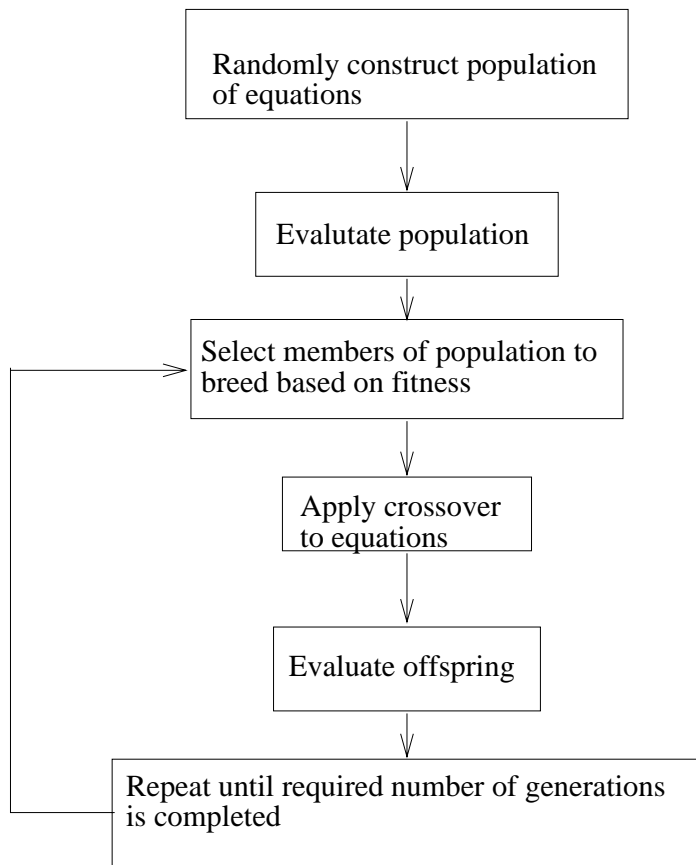 Randomly construct population
of equations
Evalutate population
Select members of population to
breed based on fitness
Apply crossover
to equations
Evaluate offspring
Repeat until required number of generations
is completed